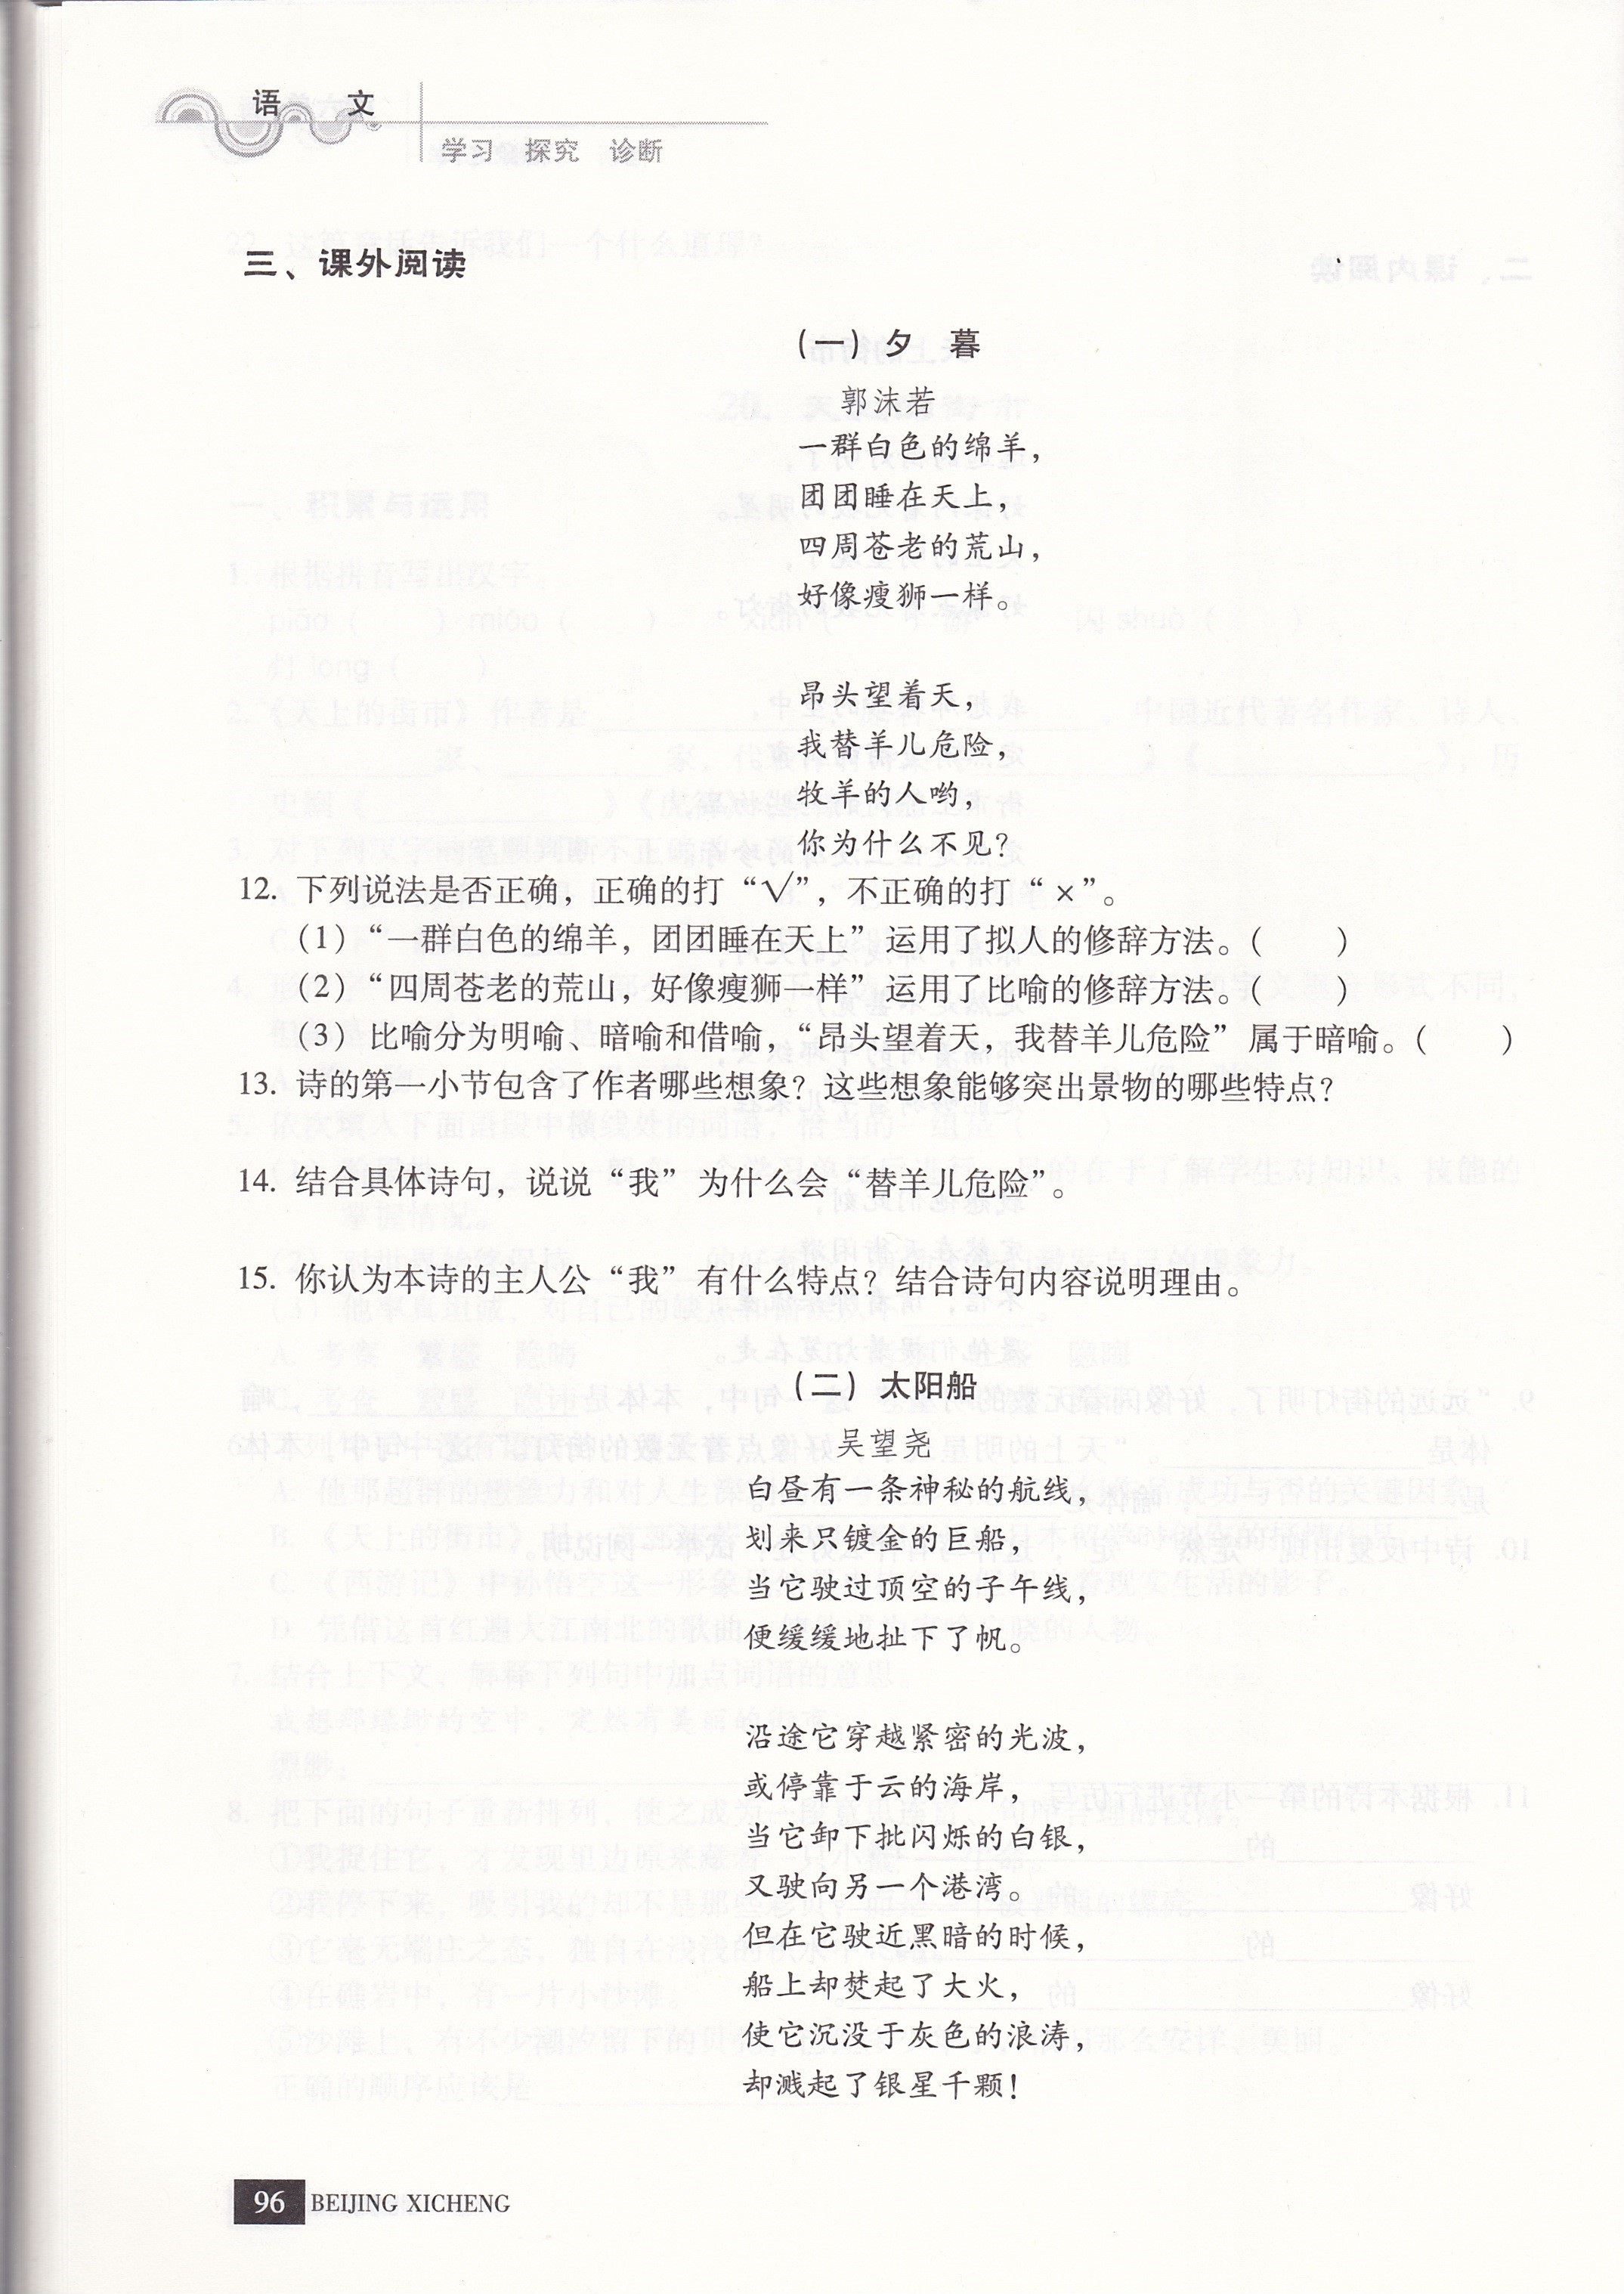 语 文
学习 探究 诊断
三、课外阅读
(一) 夕 暮
郭沫若
一群白色的绵羊，
团团睡在天上，
四周苍老的荒山，
好像瘦狮一样。
昂头望着天，
我替羊儿危险，
牧羊的人哟，
你为什么不见？
12. 下列说法是否正确，正确的打“√”，不正确的打“×”。
(1)“一群白色的绵羊，团团睡在天上”运用了拟人的修辞方法。(  )
(2)“四周苍老的荒山，好像瘦狮一样”运用了比喻的修辞方法。(  )
(3) 比喻分为明喻、暗喻和借喻，“昂头望着天，我替羊儿危险”属于暗喻。(  )
13. 诗的第一小节包含了作者哪些想象？这些想象能够突出景物的哪些特点？
14. 结合具体诗句，说说“我”为什么会“替羊儿危险”。
15. 你认为本诗的主人公“我”有什么特点？结合诗句内容说明理由。
(二) 太阳船
吴望尧
白昼有一条神秘的航线，
划来只镀金的巨船，
当它驶过顶空的子午线，
便缓缓地扯下了帆。
沿途它穿越紧密的光波，
或停靠于云的海岸，
当它卸下批闪烁的白银，
又驶向另一个港湾。
但在它驶近黑暗的时候，
船上却焚起了大火，
使它沉没于灰色的浪涛，
却溅起了银星千颗！
96 BEIJING XICHENG